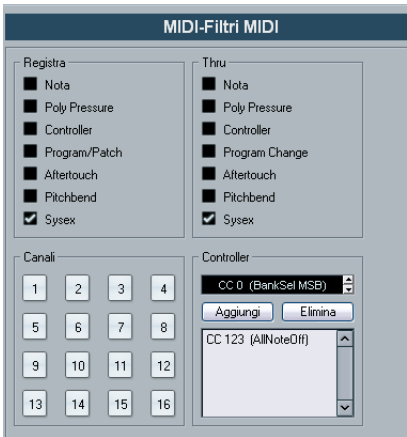 MIDI-Filtri MIDI
Registra
Nota
Poly Pressure
Controller
Program/Patch
Aftertouch
Pitchbend
Sysex
Thru
Nota
Poly Pressure
Controller
Program Change
Aftertouch
Pitchbend
Sysex
Canali
1 2 3 4
5 6 7 8
9 10 11 12
13 14 15 16
Controller
CC 0 (BankSel MSB)
Aggiungi Elimina
CC 123 (AllNoteOff)